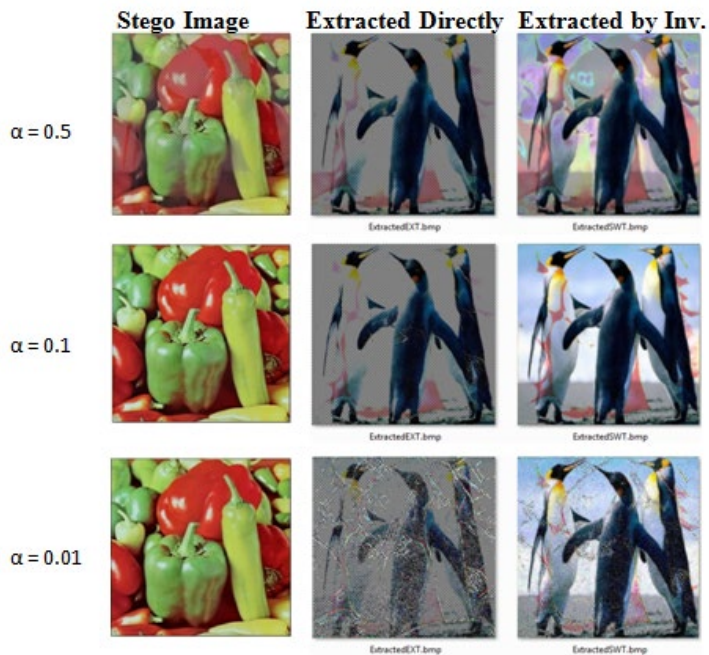 Stego Image Extracted Directly Extracted by Inv.
α = 0.5
ExtractedEXT.bmp ExtractedSWT.bmp
α = 0.1
ExtractedEXT.bmp ExtractedSWT.bmp
α = 0.01
ExtractedEXT.bmp ExtractedSWT.bmp